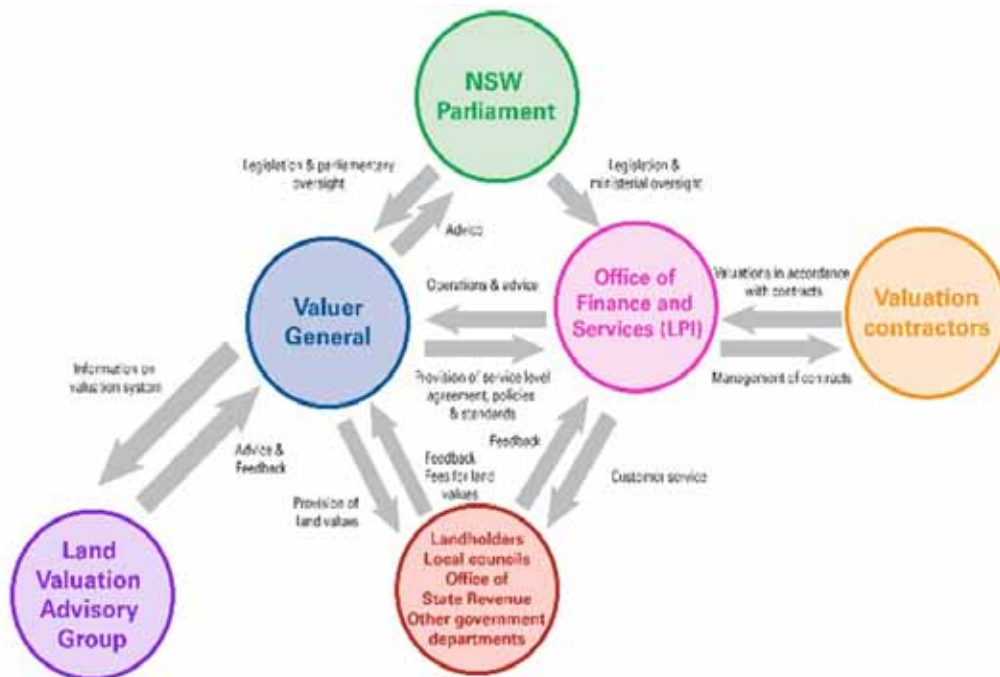 NSW
Parliament
Legislation & parliamentary
oversight
Legislation &
ministerial oversight
Advice
Valuer
General
Operations & advice
Office of
Finance and
Services (LPI)
Valuations in accordance
with contracts
Valuation
contractors
Information on
valuation system
Provision of service level
agreement, policies
& standards
Management of contracts
Advice &
Feedback
Feedback
Fees for land
values
Feedback
Customer service
Provision of
land values
Land
Valuation
Advisory
Group
Landholders
Local councils
Office of
State Revenue
Other government
departments